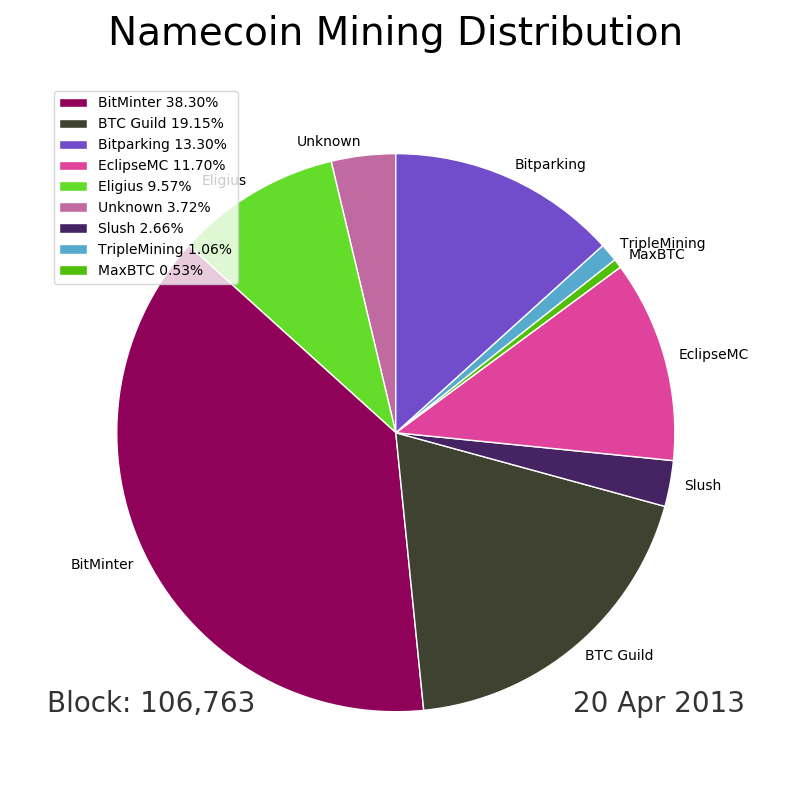 Namecoin Mining Distribution
BitMinter 38.30%
BTC Guild 19.15%
Bitparking 13.30%
EclipseMC 11.70%
Eligius 9.57%
Unknown 3.72%
Slush 2.66%
TripleMining 1.06%
MaxBTC 0.53%
Unknown
Eligius
Bitparking
TripleMining
MaxBTC
EclipseMC
Slush
BitMinter
BTC Guild
Block: 106,763
20 Apr 2013